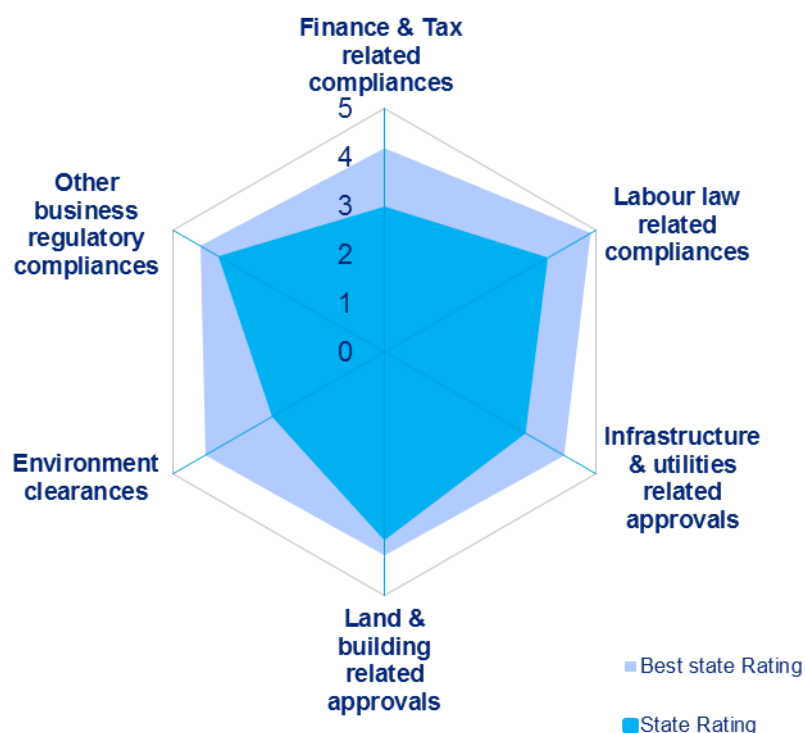 Finance & Tax
related
compliances
5
4
3
2
1
0
Labour law
related
compliances
Infrastructure
& utilities
related
approvals
Land &
building
related
approvals
Environment
clearances
Other
business
regulatory
compliances
Best state Rating
State Rating